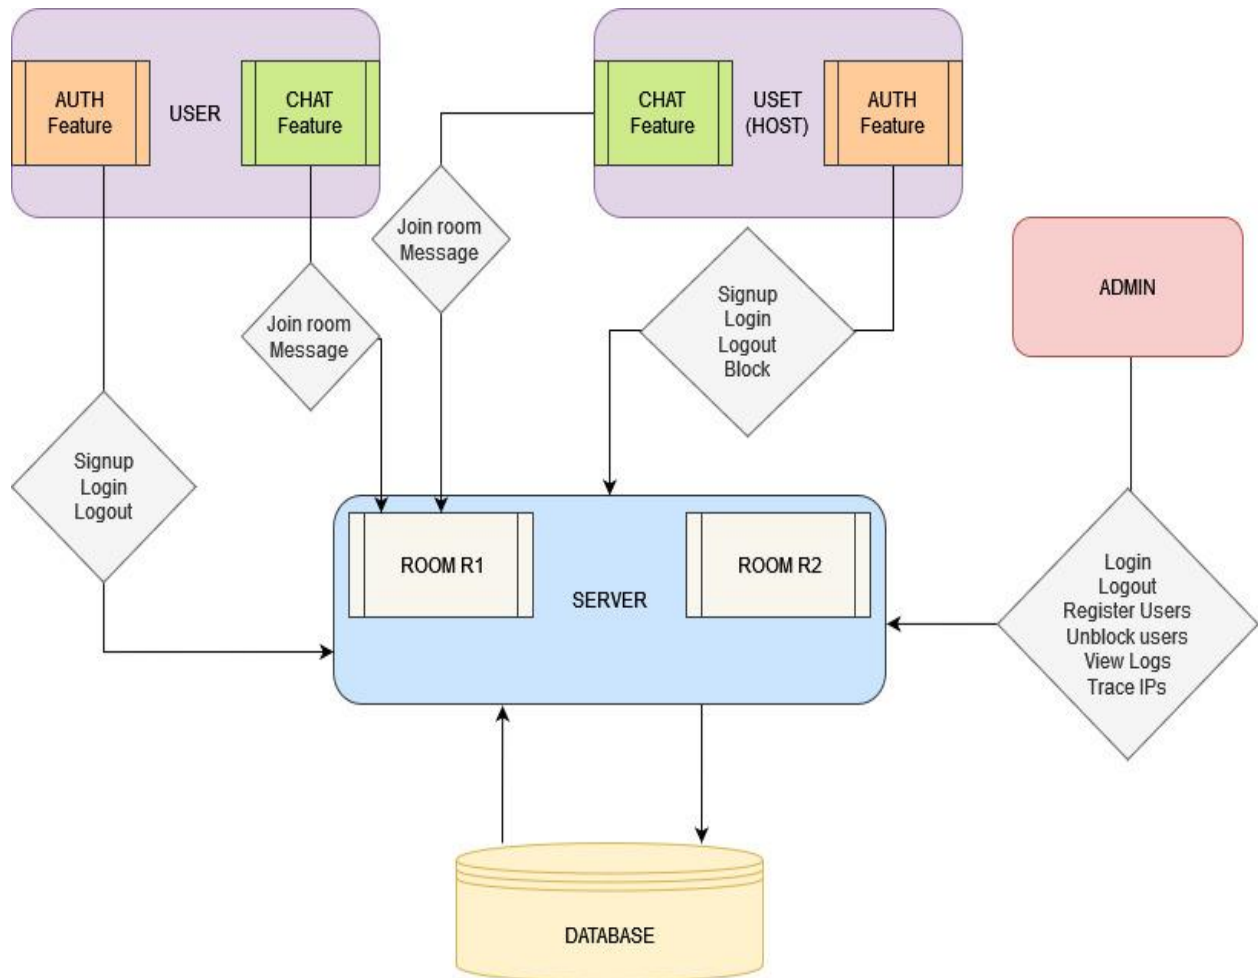 AUTH
Feature
USER
CHAT
Feature
CHAT
Feature
USET
(HOST)
AUTH
Feature
Join room
Message
Join room
Message
Signup
Login
Logout
Block
ADMIN
Signup
Login
Logout
ROOM R1
SERVER
ROOM R2
Login
Logout
Register Users
Unblock users
View Logs
Trace IPs
DATABASE